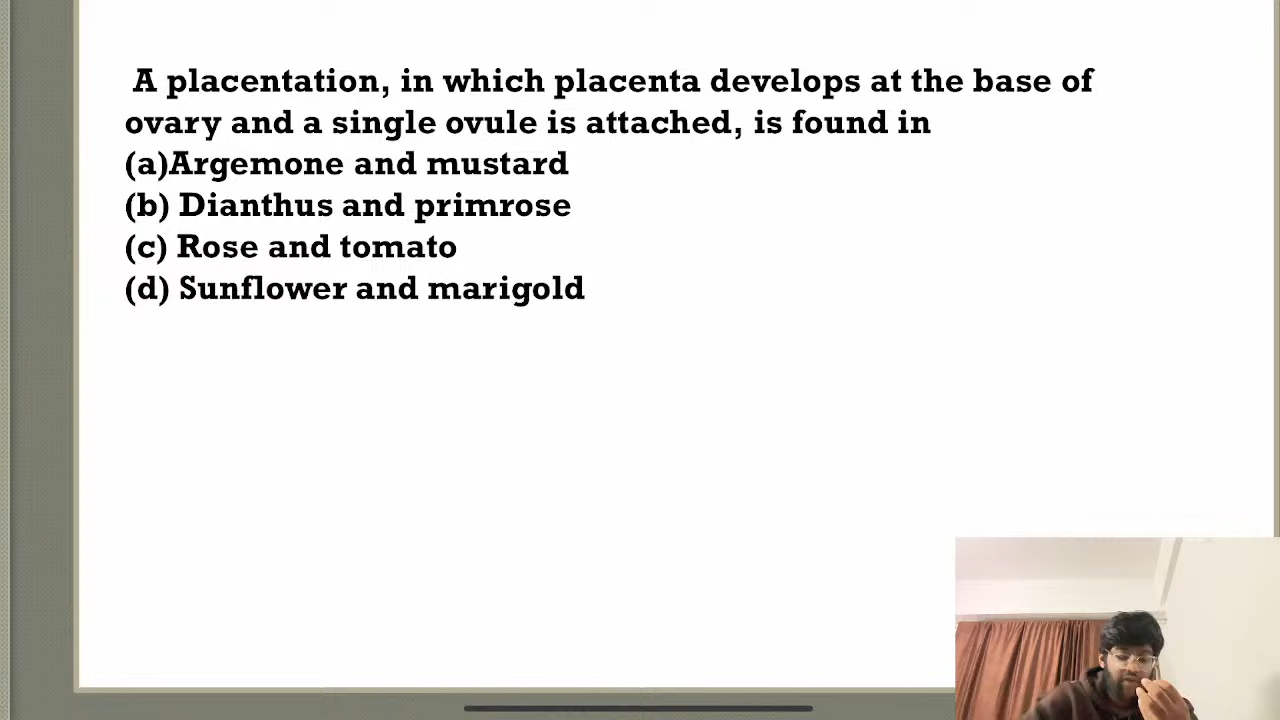 A placentation, in which placenta develops at the base of
ovary and a single ovule is attached, is found in
(a)Argemone and mustard
(b) Dianthus and primrose
(c) Rose and tomato
(d) Sunflower and marigold